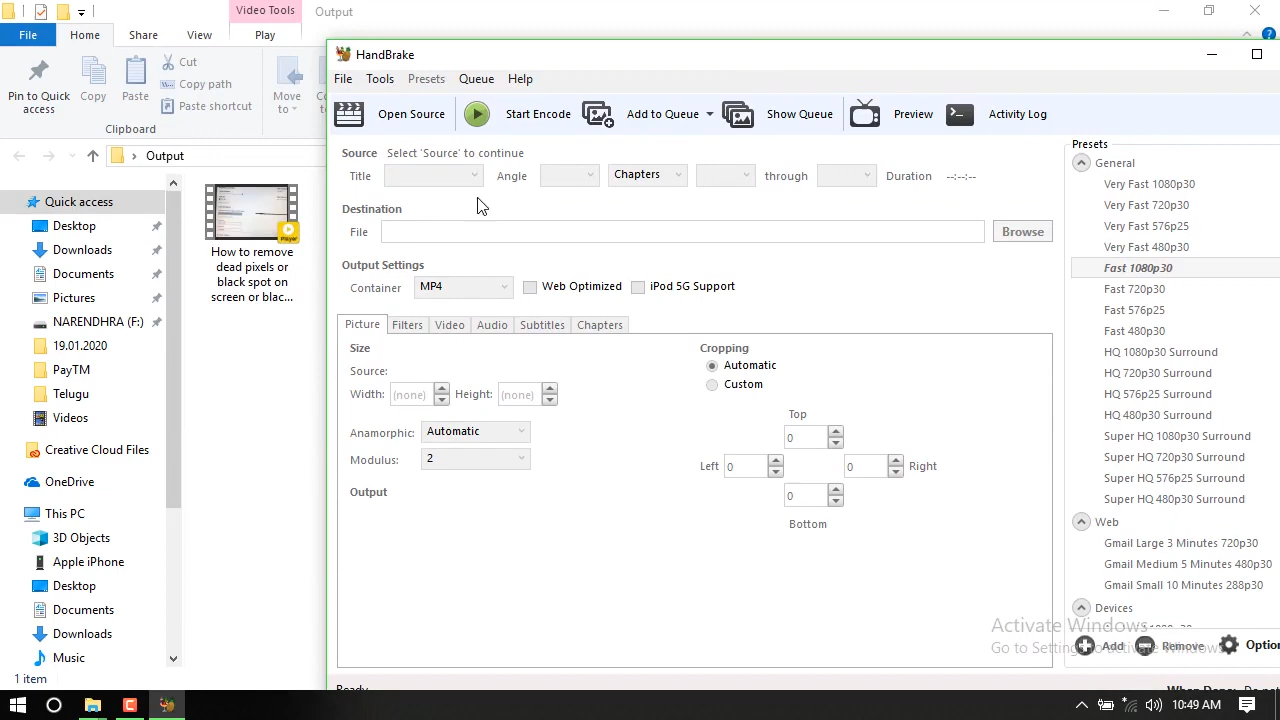 Video Tools
Output
File
Home
Share
View
Play
Pin to Quick
access
Copy
Paste
Cut
Copy path
Paste shortcut
Move
to
Clipboard
Output
Quick access
Desktop
Downloads
Documents
Pictures
NARENDHRA (F:)
19.01.2020
PayTM
Telugu
Videos
Creative Cloud Files
OneDrive
This PC
3D Objects
Apple iPhone
Desktop
Documents
Downloads
Music
1 item
Player
How to remove
dead pixels or
black spot on
screen or blac...
HandBrake
File Tools Presets Queue Help
Open Source
Start Encode
Add to Queue
Show Queue
Preview
Activity Log
Source Select 'Source' to continue
Title Angle Chapters through Duration --:--:--
Destination
File Browse
Output Settings
Container MP4 Web Optimized iPod 5G Support
Picture Filters Video Audio Subtitles Chapters
Size
Source:
Width: (none) Height: (none)
Anamorphic: Automatic
Modulus: 2
Output
Cropping
Automatic
Custom
Top
0
Left 0 0 Right
0
Bottom
Presets
General
Very Fast 1080p30
Very Fast 720p30
Very Fast 576p25
Very Fast 480p30
Fast 1080p30
Fast 720p30
Fast 576p25
Fast 480p30
HQ 1080p30 Surround
HQ 720p30 Surround
HQ 576p25 Surround
HQ 480p30 Surround
Super HQ 1080p30 Surround
Super HQ 720p30 Surround
Super HQ 576p25 Surround
Super HQ 480p30 Surround
Web
Gmail Large 3 Minutes 720p30
Gmail Medium 5 Minutes 480p30
Gmail Small 10 Minutes 288p30
Devices
Add Remove Optio
Activate Windows
Go to Settings to activate Windows.
Ready
When Done:
10:49 AM